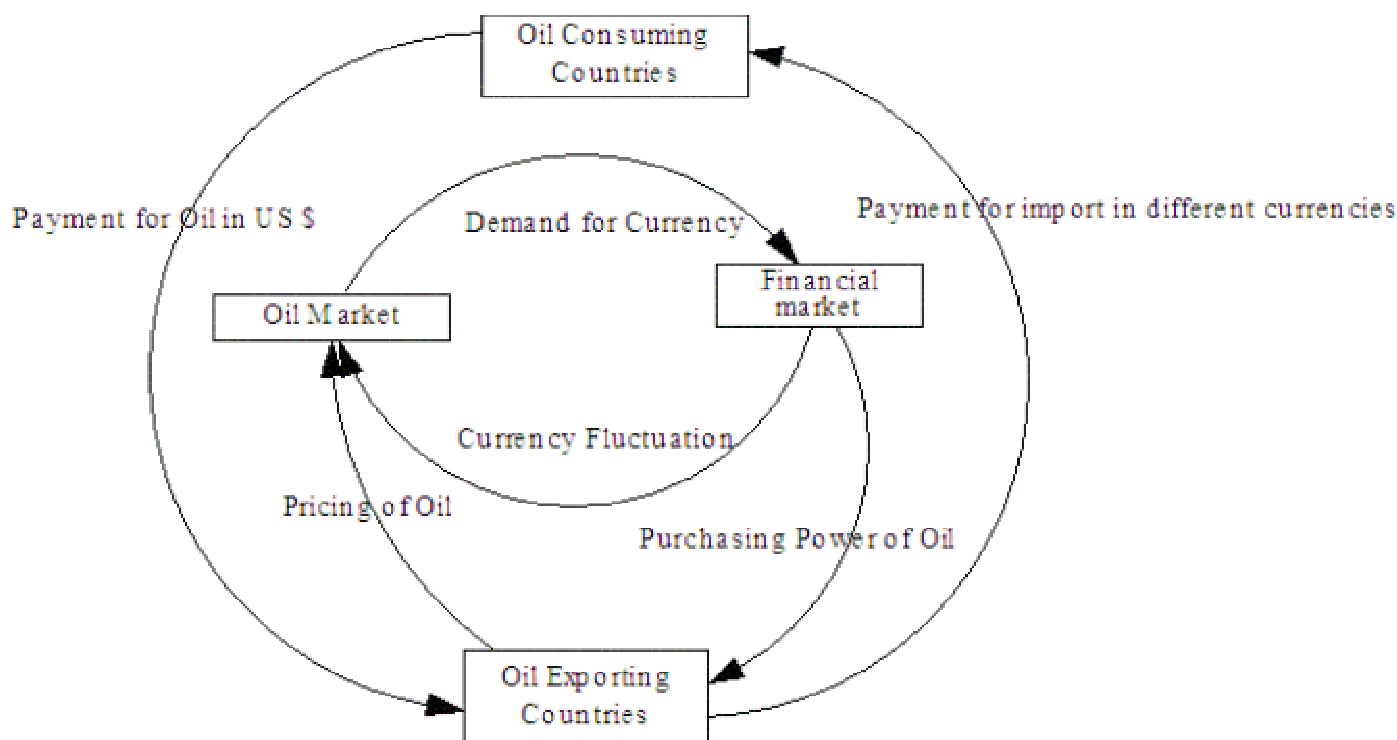 Oil Consuming
Countries
Payment for Oil in US $
Demand for Currency
Payment for import in different currencies
Financial
market
Oil Market
Currency Fluctuation
Pricing of Oil
Purchasing Power of Oil
Oil Exporting
Countries